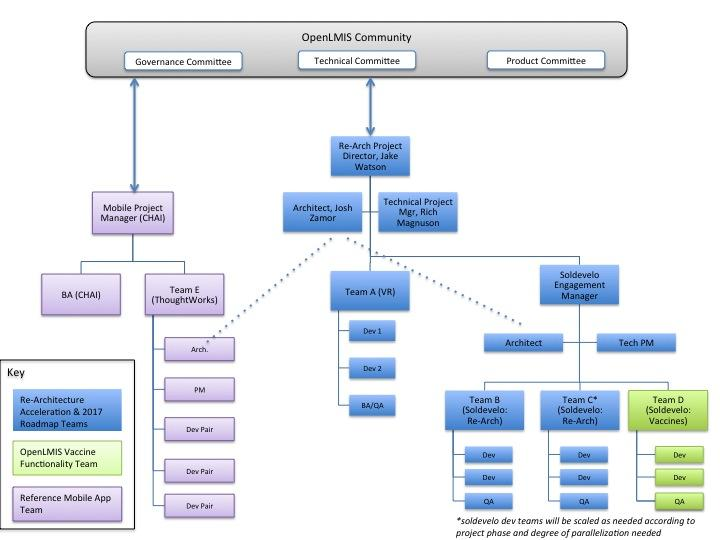 OpenLMIS Community
Governance Committee
Technical Committee
Product Committee
Re-Arch Project
Director, Jake
Watson
Mobile Project
Manager (CHAI)
Architect, Josh
Zamor
Technical Project
Mgr, Rich
Magnuson
BA (CHAI)
Team E
(ThoughtWorks)
Team A (VR)
Soldevelo
Engagement
Manager
Arch.
PM
Dev Pair
Dev Pair
Dev Pair
Dev 1
Dev 2
BA/QA
Architect
Tech PM
Team B
(Soldevelo:
Re-Arch)
Team C*
(Soldevelo:
Re-Arch)
Team D
(Soldevelo:
Vaccines)
Dev
Dev
QA
Dev
Dev
QA
Dev
Dev
QA
Key
Re-Architecture
Acceleration & 2017
Roadmap Teams
OpenLMIS Vaccine
Functionality Team
Reference Mobile App
Team
*soldevelo dev teams will be scaled as needed according to
project phase and degree of parallelization needed